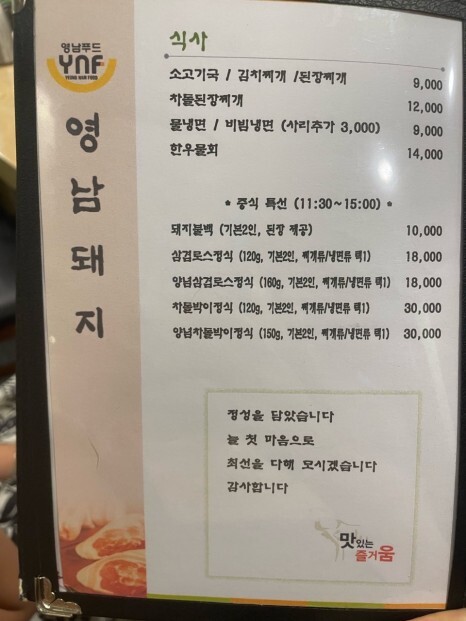 영남푸드
YNF
YEUNG NAM FOOD
영남돼지
식사
소고기국 / 김치찌개 /된장찌개 9,000
차돌된장찌개 12,000
물냉면 / 비빔냉면 (사리추가 3,000) 9,000
한우물회 14,000
* 중식 특선 (11:30~15:00) *
돼지불백 (기본2인, 된장 제공) 10,000
삼겹로스정식 (120g, 기본2인, 찌개류/냉면류 택1) 18,000
양념삼겹로스정식 (160g, 기본2인, 찌개류/냉면류 택1) 18,000
차돌박이정식 (120g, 기본2인, 찌개류/냉면류 택1) 30,000
양념차돌박이정식 (150g, 기본2인, 찌개류/냉면류 택1) 30,000
정성을 담았습니다
늘 첫 마음으로
최선을 다해 모시겠습니다
감사합니다
맛있는
즐거움